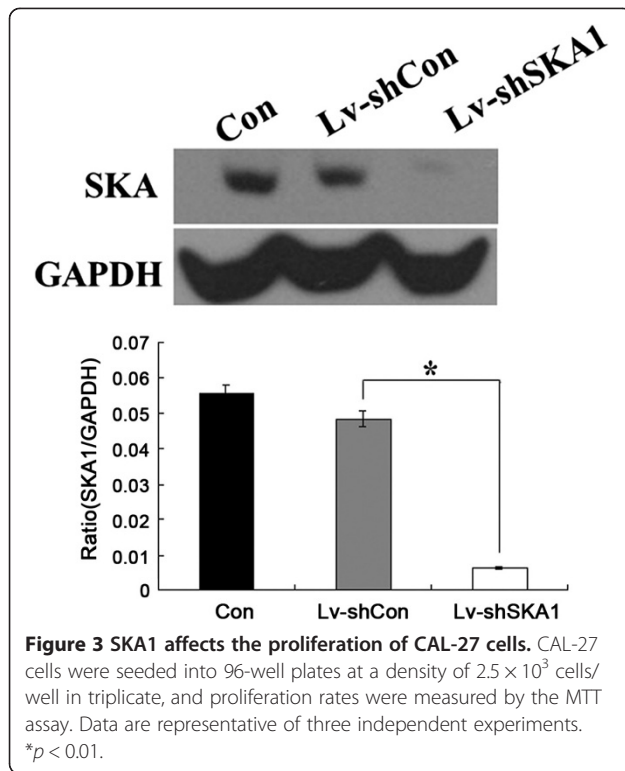 Con Lv-shCon Lv-shSKA1
SKA
GAPDH
0.07
0.06
0.05
0.04
0.03
0.02
0.01
0
Ratio(SKA1/GAPDH)
*
Con Lv-shCon Lv-shSKA1
Figure 3 SKA1 affects the proliferation of CAL-27 cells. CAL-27
cells were seeded into 96-well plates at a density of 2.5 × 10³ cells/
well in triplicate, and proliferation rates were measured by the MTT
assay. Data are representative of three independent experiments.
*p < 0.01.